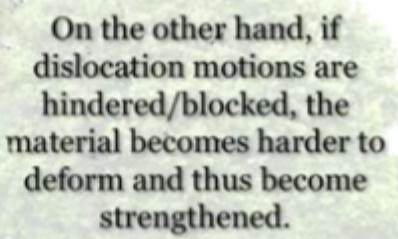 On the other hand, if
dislocation motions are
hindered/blocked, the
material becomes harder to
deform and thus become
strengthened.